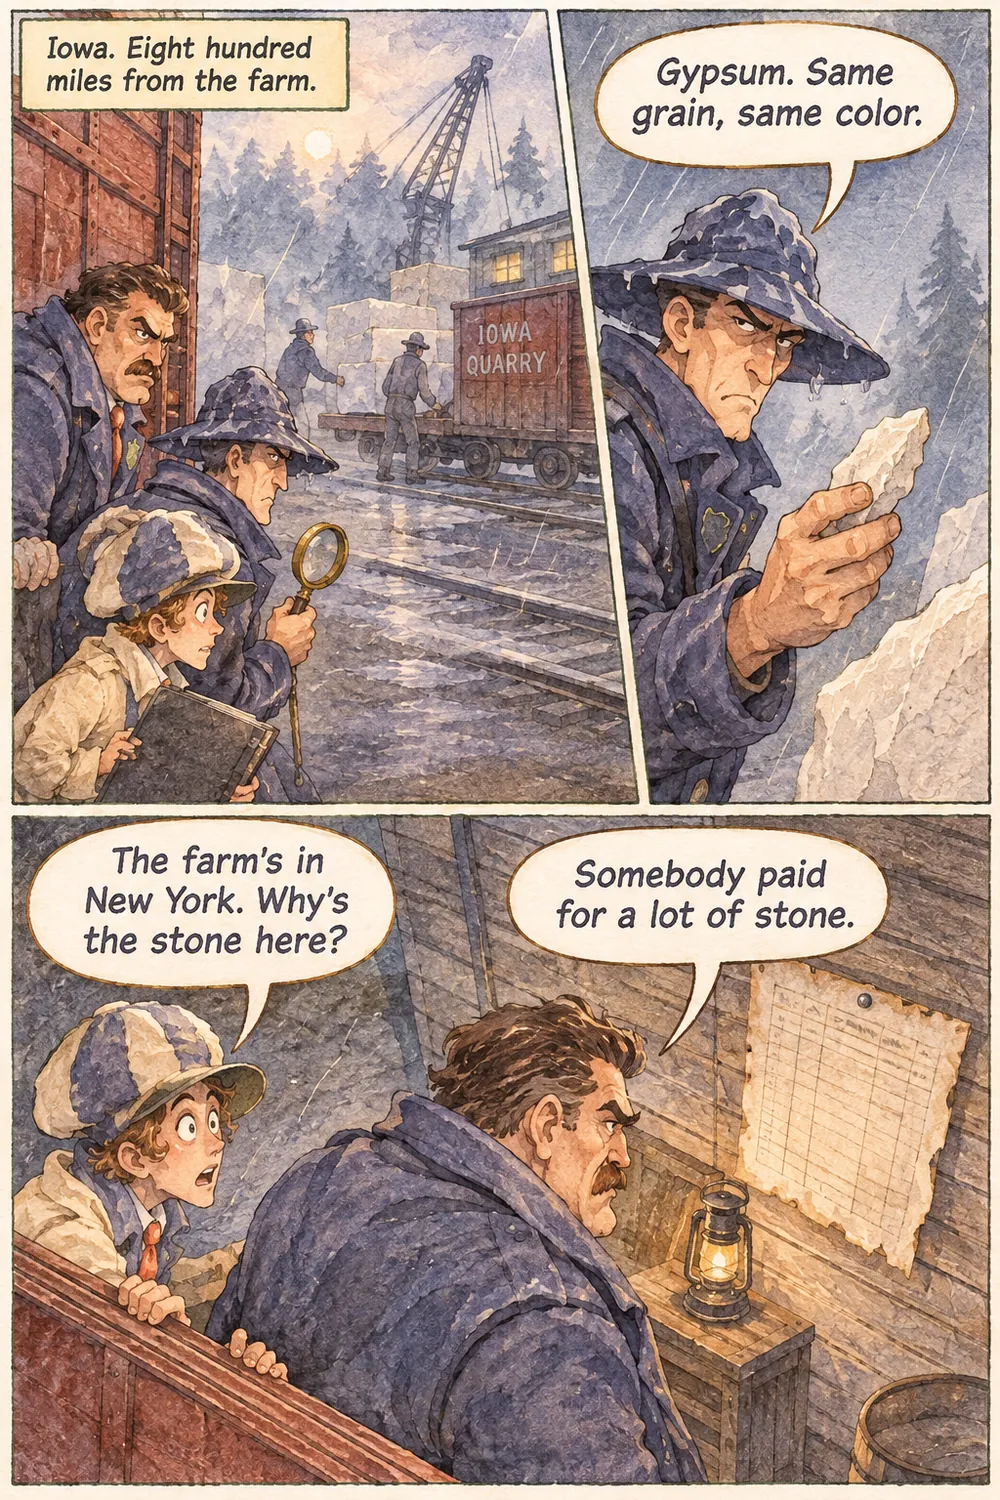 Iowa. Eight hundred
miles from the farm.
IOWA
QUARRY
Gypsum. Same
grain, same color.
The farm's in
New York. Why's
the stone here?
Somebody paid
for a lot of stone.